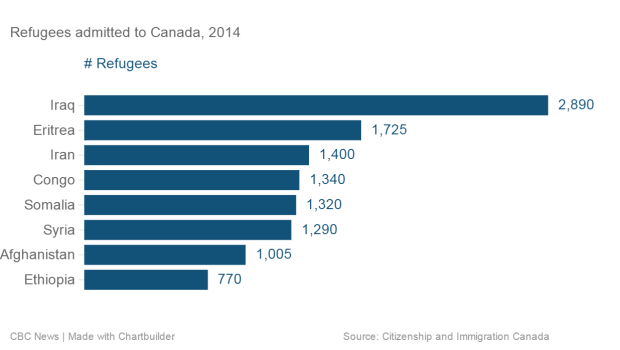 Refugees admitted to Canada, 2014
# Refugees
Iraq 2,890
Eritrea 1,725
Iran 1,400
Congo 1,340
Somalia 1,320
Syria 1,290
Afghanistan 1,005
Ethiopia 770
CBC News | Made with Chartbuilder Source: Citizenship and Immigration Canada